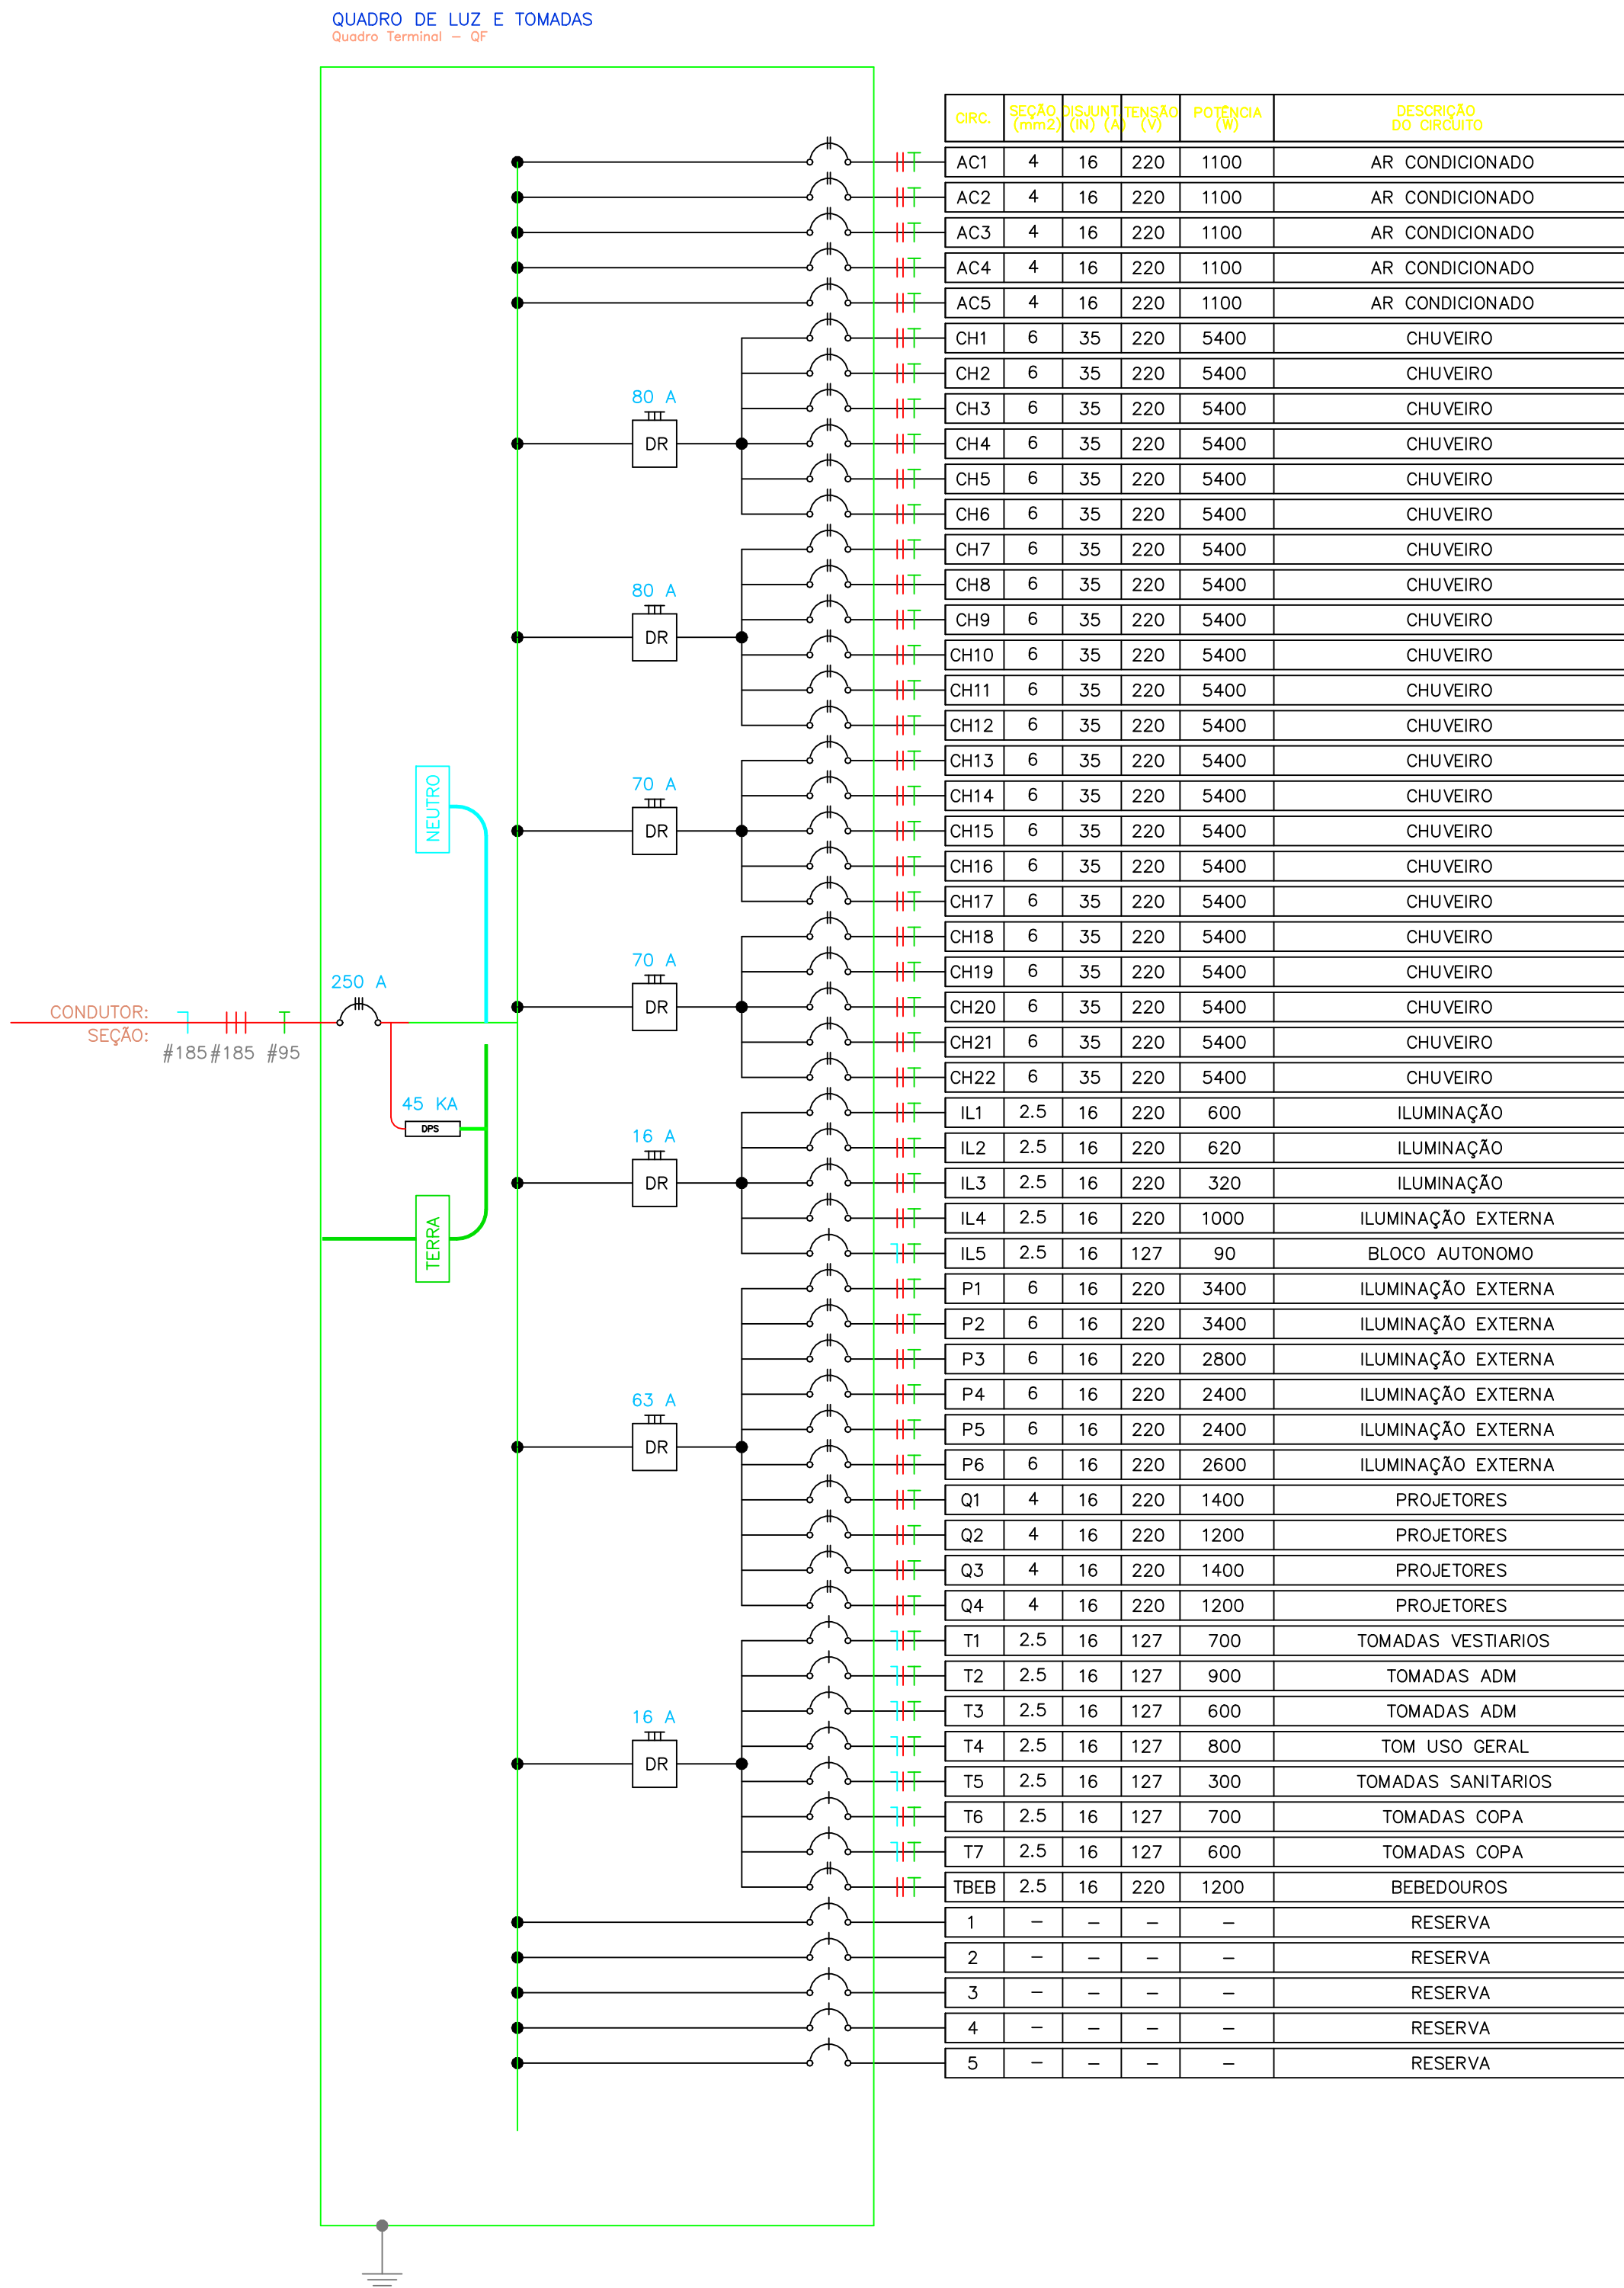 QUADRO DE LUZ E TOMADAS
Quadro Terminal - QF
CIRC. SEÇÃO (mm2) DISJUNT (IN) (A) TENSÃO (V) POTÊNCIA (W) DESCRIÇÃO DO CIRCUITO
AC1 4 16 220 1100 AR CONDICIONADO
AC2 4 16 220 1100 AR CONDICIONADO
AC3 4 16 220 1100 AR CONDICIONADO
AC4 4 16 220 1100 AR CONDICIONADO
AC5 4 16 220 1100 AR CONDICIONADO
CH1 6 35 220 5400 CHUVEIRO
CH2 6 35 220 5400 CHUVEIRO
80 A
CH3 6 35 220 5400 CHUVEIRO
DR
CH4 6 35 220 5400 CHUVEIRO
CH5 6 35 220 5400 CHUVEIRO
CH6 6 35 220 5400 CHUVEIRO
CH7 6 35 220 5400 CHUVEIRO
80 A
CH8 6 35 220 5400 CHUVEIRO
CH9 6 35 220 5400 CHUVEIRO
DR
CH10 6 35 220 5400 CHUVEIRO
CH11 6 35 220 5400 CHUVEIRO
CH12 6 35 220 5400 CHUVEIRO
CH13 6 35 220 5400 CHUVEIRO
70 A
CH14 6 35 220 5400 CHUVEIRO
NEUTRO
DR
CH15 6 35 220 5400 CHUVEIRO
CH16 6 35 220 5400 CHUVEIRO
CH17 6 35 220 5400 CHUVEIRO
CH18 6 35 220 5400 CHUVEIRO
70 A
CH19 6 35 220 5400 CHUVEIRO
250 A
DR
CH20 6 35 220 5400 CHUVEIRO
CONDUTOR:
SEÇÃO:
#185 #185 #95
CH21 6 35 220 5400 CHUVEIRO
CH22 6 35 220 5400 CHUVEIRO
45 KA
DPS
IL1 2.5 16 220 600 ILUMINAÇÃO
16 A
IL2 2.5 16 220 620 ILUMINAÇÃO
DR
IL3 2.5 16 220 320 ILUMINAÇÃO
IL4 2.5 16 220 1000 ILUMINAÇÃO EXTERNA
TERRA
IL5 2.5 16 127 90 BLOCO AUTONOMO
P1 6 16 220 3400 ILUMINAÇÃO EXTERNA
P2 6 16 220 3400 ILUMINAÇÃO EXTERNA
P3 6 16 220 2800 ILUMINAÇÃO EXTERNA
63 A
P4 6 16 220 2400 ILUMINAÇÃO EXTERNA
P5 6 16 220 2400 ILUMINAÇÃO EXTERNA
DR
P6 6 16 220 2600 ILUMINAÇÃO EXTERNA
Q1 4 16 220 1400 PROJETORES
Q2 4 16 220 1200 PROJETORES
Q3 4 16 220 1400 PROJETORES
Q4 4 16 220 1200 PROJETORES
T1 2.5 16 127 700 TOMADAS VESTIARIOS
T2 2.5 16 127 900 TOMADAS ADM
T3 2.5 16 127 600 TOMADAS ADM
16 A
T4 2.5 16 127 800 TOM USO GERAL
DR
T5 2.5 16 127 300 TOMADAS SANITARIOS
T6 2.5 16 127 700 TOMADAS COPA
T7 2.5 16 127 600 TOMADAS COPA
TBEB 2.5 16 220 1200 BEBEDOUROS
1 - - - - RESERVA
2 - - - - RESERVA
3 - - - - RESERVA
4 - - - - RESERVA
5 - - - - RESERVA